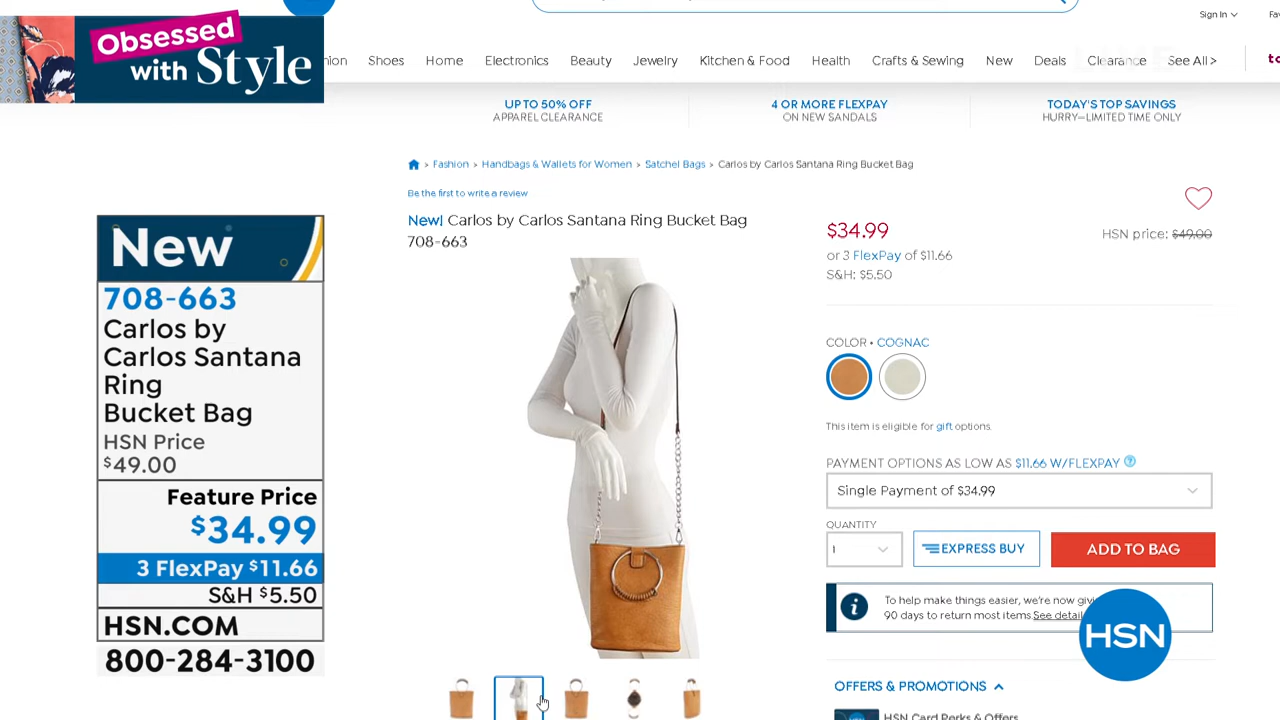 Obsessed
with Style
Sign In
Fav
hion Shoes Home Electronics Beauty Jewelry Kitchen & Food Health Crafts & Sewing New Deals Clearance See All >
UP TO 50% OFF
APPAREL CLEARANCE
4 OR MORE FLEXPAY
ON NEW SANDALS
TODAY'S TOP SAVINGS
HURRY—LIMITED TIME ONLY
> Fashion > Handbags & Wallets for Women > Satchel Bags > Carlos by Carlos Santana Ring Bucket Bag
Be the first to write a review
New! Carlos by Carlos Santana Ring Bucket Bag
708-663
$34.99
HSN price: $49.00
or 3 FlexPay of $11.66
S&H: $5.50
COLOR • COGNAC
This item is eligible for gift options.
PAYMENT OPTIONS AS LOW AS $11.66 W/FLEXPAY ?
Single Payment of $34.99
QUANTITY
1
EXPRESS BUY
ADD TO BAG
i
To help make things easier, we're now givi
90 days to return most items. See detail
HSN
OFFERS & PROMOTIONS
HSN Card Perks & Offers
New
708-663
Carlos by
Carlos Santana
Ring
Bucket Bag
HSN Price
$49.00
Feature Price
$34.99
3 FlexPay $11.66
S&H $5.50
HSN.COM
800-284-3100